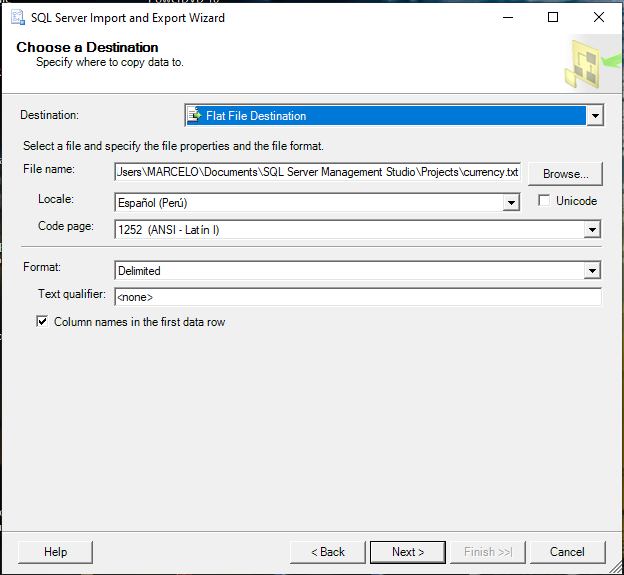 SQL Server Import and Export Wizard
Choose a Destination
Specify where to copy data to.
Destination: Flat File Destination
Select a file and specify the file properties and the file format.
File name: Jsers\MARCELO\Documents\SQL Server Management Studio\Projects\currency.txt Browse...
Locale: Español (Perú) Unicode
Code page: 1252 (ANSI - Latín I)
Format: Delimited
Text qualifier: <none>
Column names in the first data row
Help < Back Next > Finish >>| Cancel